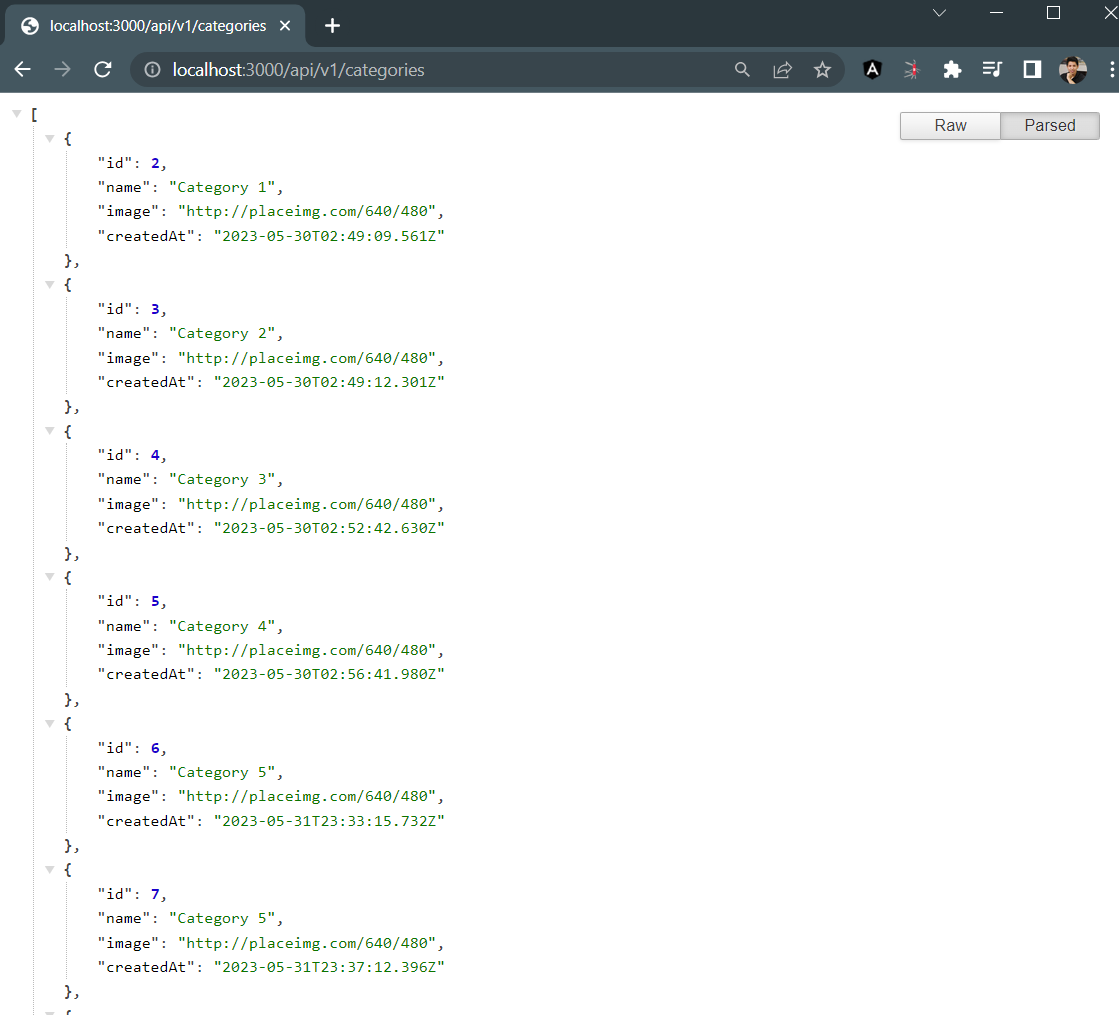 localhost:3000/api/v1/categories
localhost:3000/api/v1/categories
Raw Parsed
[
{
"id": 2,
"name": "Category 1",
"image": "http://placeimg.com/640/480",
"createdAt": "2023-05-30T02:49:09.561Z"
},
{
"id": 3,
"name": "Category 2",
"image": "http://placeimg.com/640/480",
"createdAt": "2023-05-30T02:49:12.301Z"
},
{
"id": 4,
"name": "Category 3",
"image": "http://placeimg.com/640/480",
"createdAt": "2023-05-30T02:52:42.630Z"
},
{
"id": 5,
"name": "Category 4",
"image": "http://placeimg.com/640/480",
"createdAt": "2023-05-30T02:56:41.980Z"
},
{
"id": 6,
"name": "Category 5",
"image": "http://placeimg.com/640/480",
"createdAt": "2023-05-31T23:33:15.732Z"
},
{
"id": 7,
"name": "Category 5",
"image": "http://placeimg.com/640/480",
"createdAt": "2023-05-31T23:37:12.396Z"
},
{